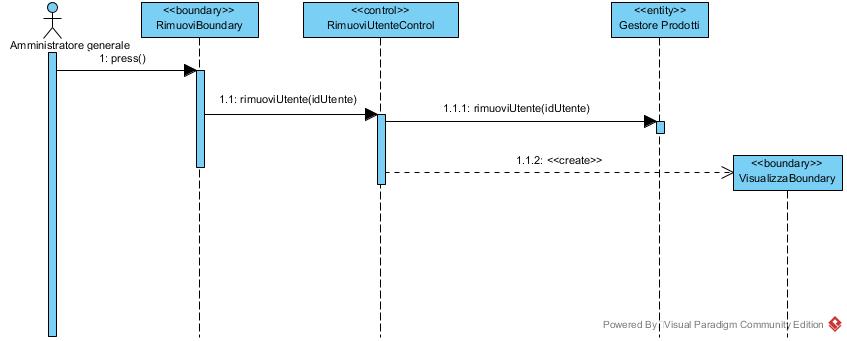 <<boundary>>
RimuoviBoundary
<<control>>
RimuoviUtenteControl
<<entity>>
Gestore Prodotti
Amministratore generale
1: press()
1.1: rimuoviUtente(idUtente)
1.1.1: rimuoviUtente(idUtente)
1.1.2: <<create>>
<<boundary>>
VisualizzaBoundary
Powered By Visual Paradigm Community Edition